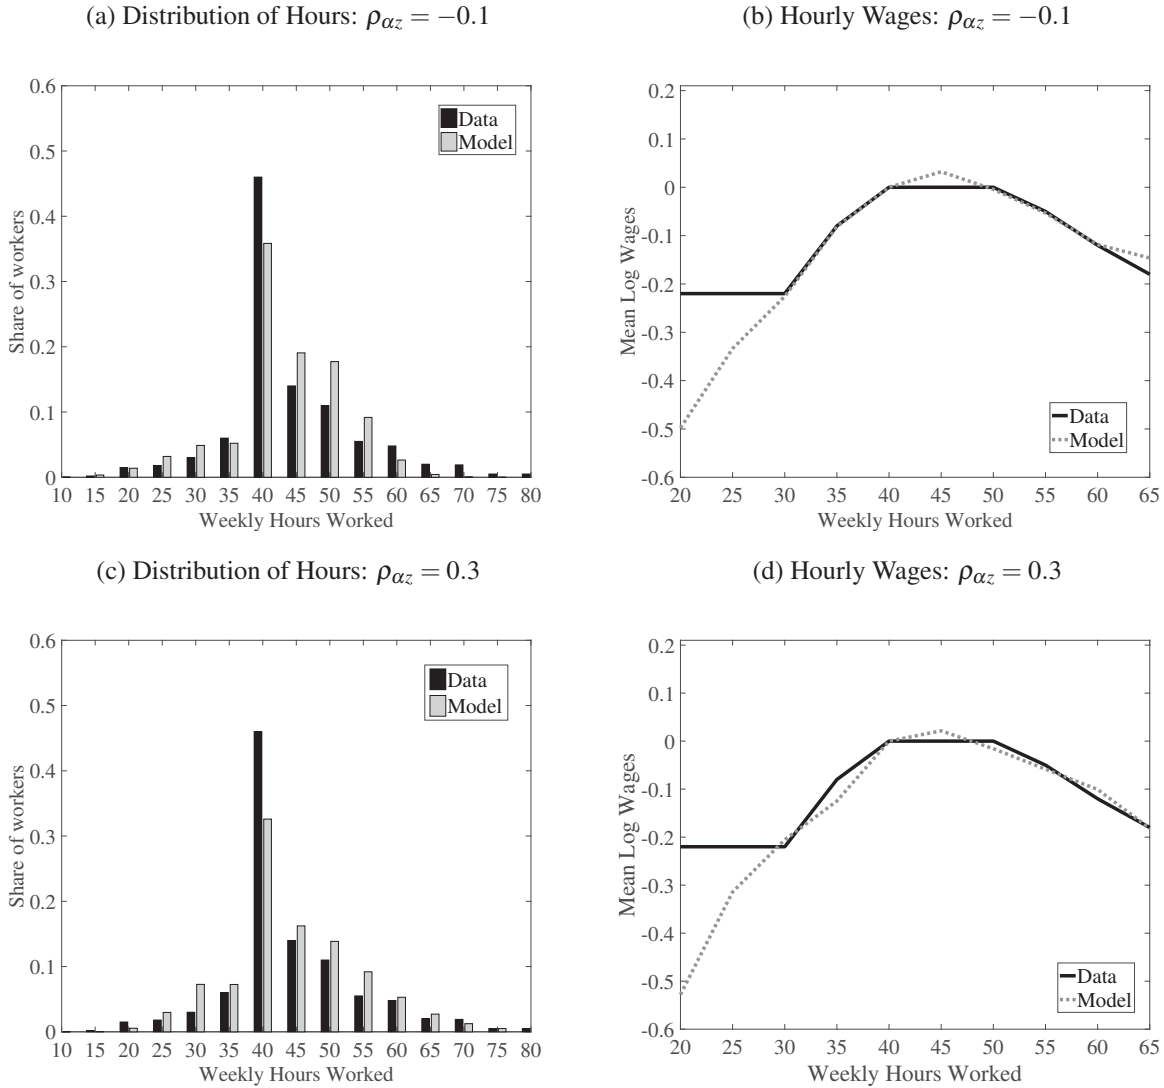 (a) Distribution of Hours: ραz = −0.1
0.6
0.5
0.4
0.3
0.2
0.1
0
Share of workers
Data
Model
10 15 20 25 30 35 40 45 50 55 60 65 70 75 80
Weekly Hours Worked
(b) Hourly Wages: ραz = −0.1
0.2
0.1
0
-0.1
-0.2
-0.3
-0.4
-0.5
-0.6
Mean Log Wages
Data
Model
20 25 30 35 40 45 50 55 60 65
Weekly Hours Worked
(c) Distribution of Hours: ραz = 0.3
0.6
0.5
0.4
0.3
0.2
0.1
0
Share of workers
Data
Model
10 15 20 25 30 35 40 45 50 55 60 65 70 75 80
Weekly Hours Worked
(d) Hourly Wages: ραz = 0.3
0.2
0.1
0
-0.1
-0.2
-0.3
-0.4
-0.5
-0.6
Mean Log Wages
Data
Model
20 25 30 35 40 45 50 55 60 65
Weekly Hours Worked